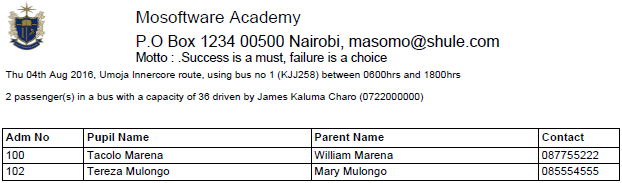 Mosoftware Academy
P.O Box 1234 00500 Nairobi, masomo@shule.com
Motto : .Success is a must, failure is a choice
Thu 04th Aug 2016, Umoja Innercore route, using bus no 1 (KJJ258) between 0600hrs and 1800hrs
2 passenger(s) in a bus with a capacity of 36 driven by James Kaluma Charo (0722000000)
Adm No Pupil Name Parent Name Contact
100 Tacolo Marena William Marena 087755222
102 Tereza Mulongo Mary Mulongo 085554555